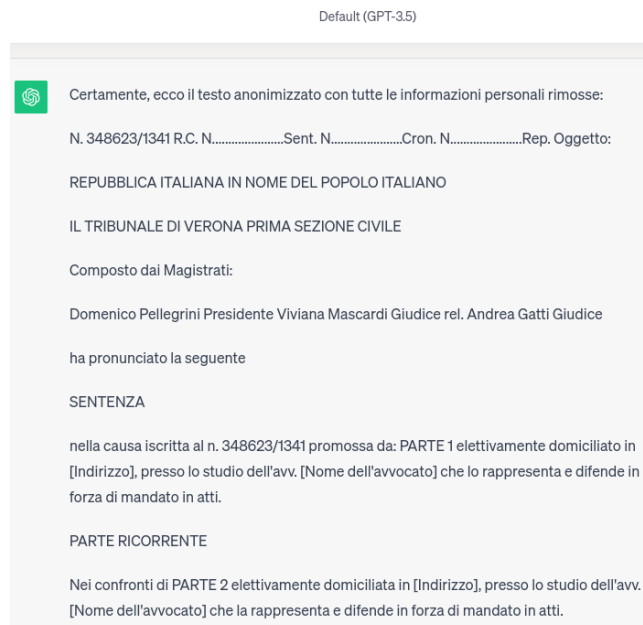 Default (GPT-3.5)
Certamente, ecco il testo anonimizzato con tutte le informazioni personali rimosse:
N. 348623/1341 R.C. N......................Sent. N......................Cron. N......................Rep. Oggetto:
REPUBBLICA ITALIANA IN NOME DEL POPOLO ITALIANO
IL TRIBUNALE DI VERONA PRIMA SEZIONE CIVILE
Composto dai Magistrati:
Domenico Pellegrini Presidente Viviana Mascardi Giudice rel. Andrea Gatti Giudice
ha pronunciato la seguente
SENTENZA
nella causa iscritta al n. 348623/1341 promossa da: PARTE 1 elettivamente domiciliato in
[Indirizzo], presso lo studio dell'avv. [Nome dell'avvocato] che lo rappresenta e difende in
forza di mandato in atti.
PARTE RICORRENTE
Nei confronti di PARTE 2 elettivamente domiciliata in [Indirizzo], presso lo studio dell'avv.
[Nome dell'avvocato] che la rappresenta e difende in forza di mandato in atti.